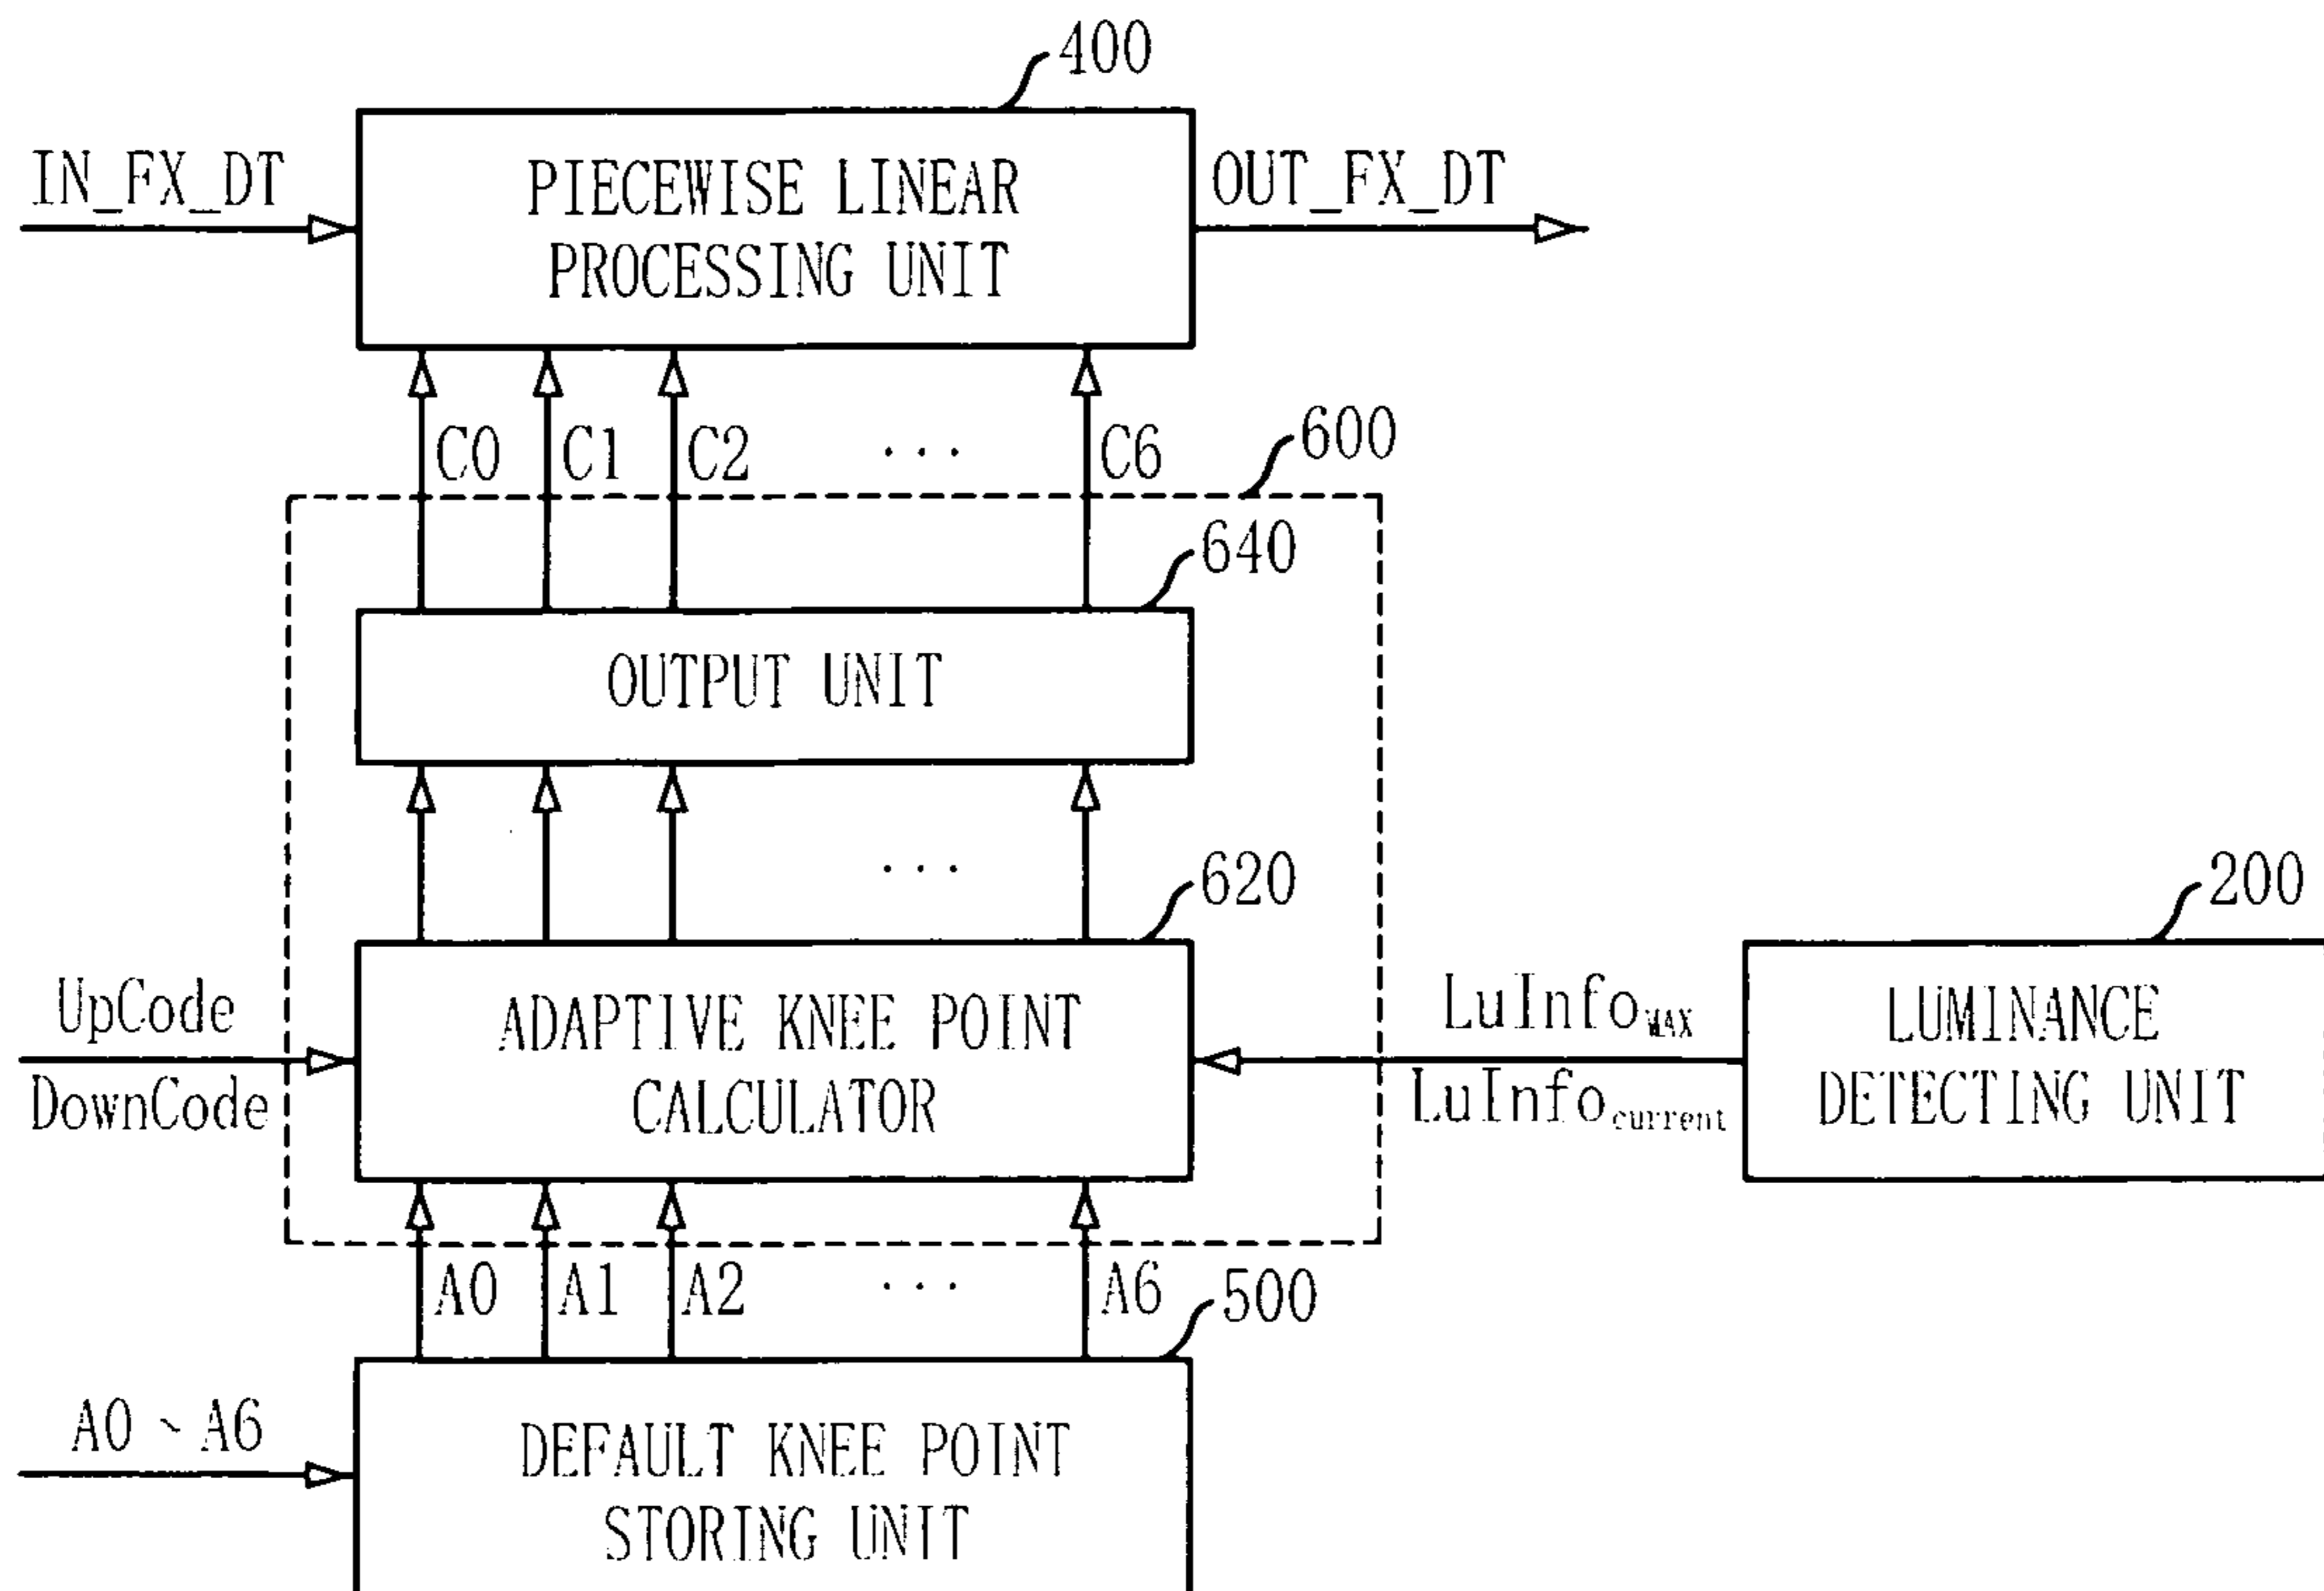 400
IN_FX_DT
PIECEWISE LINEAR
PROCESSING UNIT
OUT_FX_DT
C0
C1
C2
...
C6
600
640
OUTPUT UNIT
...
620
200
UpCode
DownCode
ADAPTIVE KNEE POINT
CALCULATOR
LuInfoMAX
LuInfocurrent
LUMINANCE
DETECTING UNIT
A0
A1
A2
...
A6
500
A0 ~ A6
DEFAULT KNEE POINT
STORING UNIT